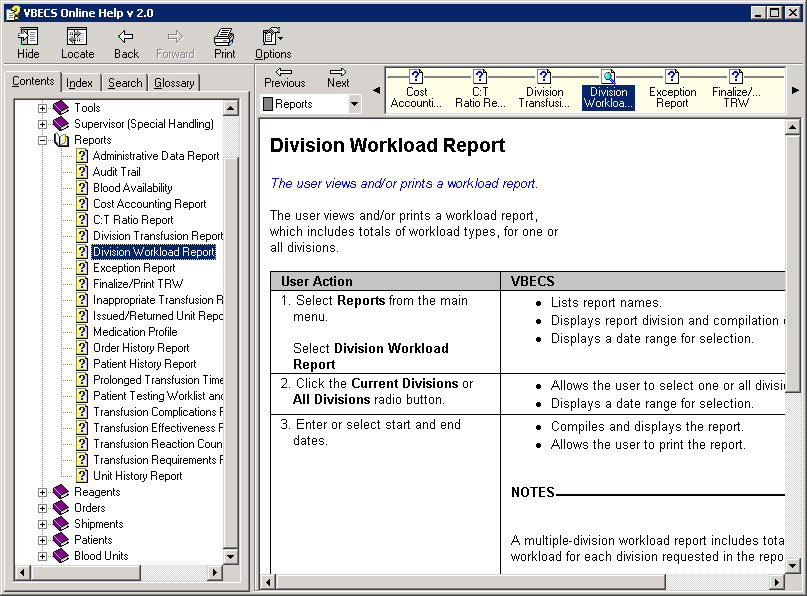 VBECS Online Help v 2.0
Hide Locate Back Forward Print Options
Contents Index Search Glossary
Tools
Supervisor (Special Handling)
Reports
Administrative Data Report
Audit Trail
Blood Availability
Cost Accounting Report
C:T Ratio Report
Division Transfusion Report
Division Workload Report
Exception Report
Finalize/Print TRW
Inappropriate Transfusion R
Issued/Returned Unit Repo
Medication Profile
Order History Report
Patient History Report
Prolonged Transfusion Time
Patient Testing Worklist and
Transfusion Complications R
Transfusion Effectiveness R
Transfusion Reaction Coun
Transfusion Requirements R
Unit History Report
Reagents
Orders
Shipments
Patients
Blood Units
Previous Next
Reports
Cost Accounti...
C:T Ratio Re...
Division Transfusi...
Division Workloa...
Exception Report
Finalize/... TRW
Division Workload Report
The user views and/or prints a workload report.
The user views and/or prints a workload report,
which includes totals of workload types, for one or
all divisions.
User Action VBECS
1. Select Reports from the main
menu.
Select Division Workload
Report
• Lists report names.
• Displays report division and compilation
• Displays a date range for selection.
2. Click the Current Divisions or
All Divisions radio button.
• Allows the user to select one or all divisi
• Displays a date range for selection.
3. Enter or select start and end
dates.
• Compiles and displays the report.
• Allows the user to print the report.
NOTES
A multiple-division workload report includes tota
workload for each division requested in the repo